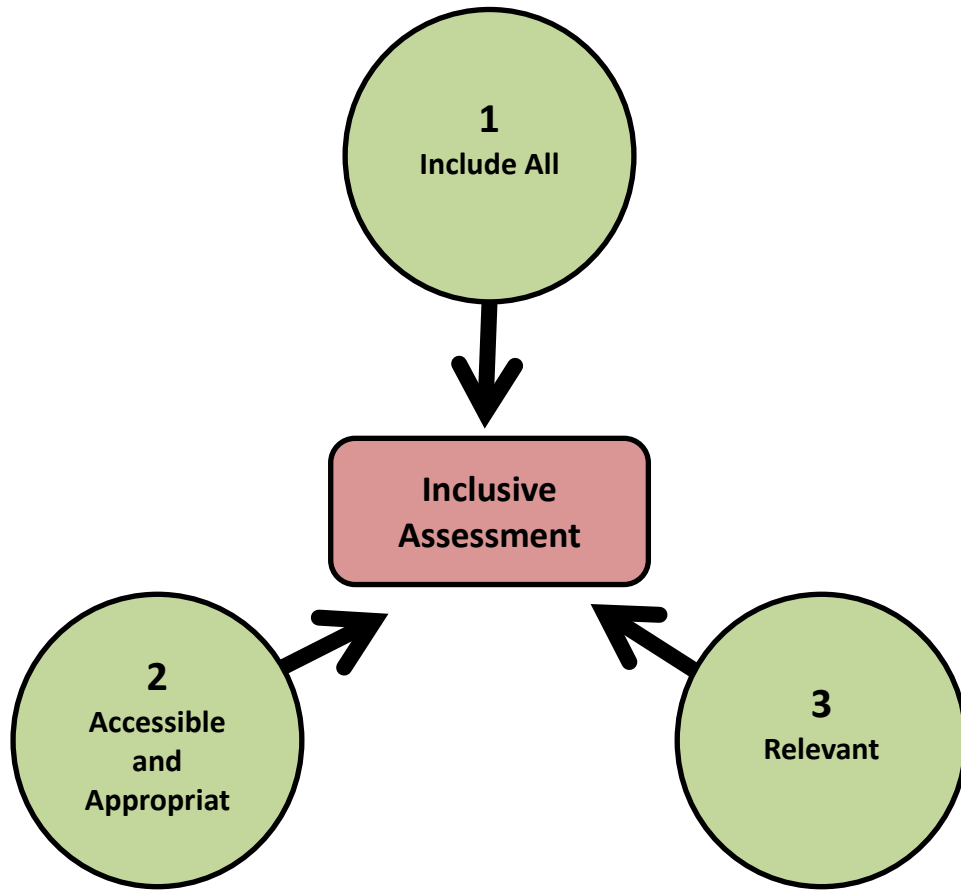 1
Include All
Inclusive
Assessment
2
Accessible
and
Appropriat
3
Relevant